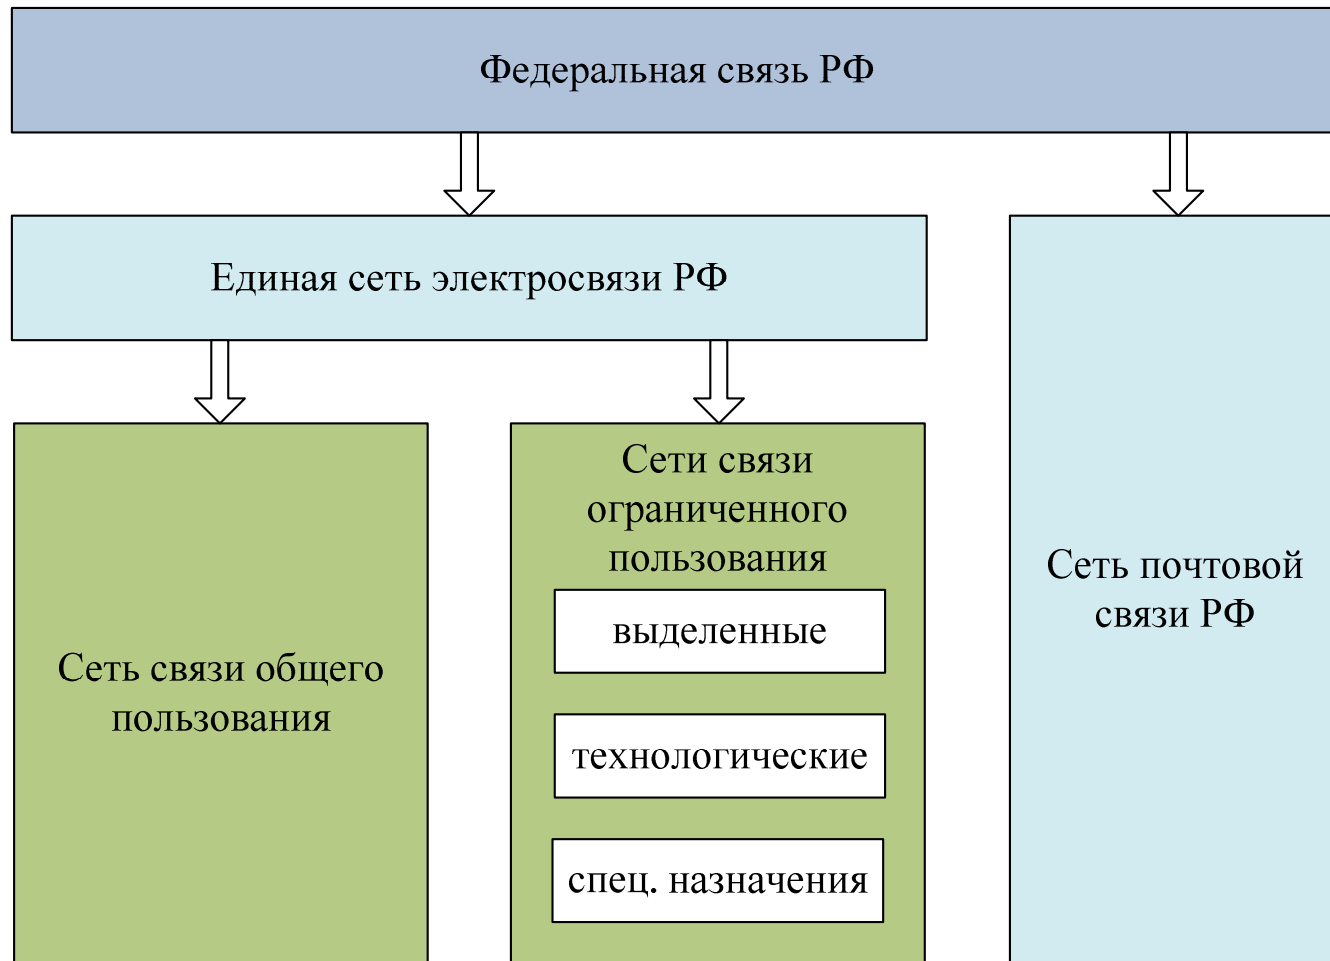 Федеральная связь РФ
Единая сеть электросвязи РФ
Сеть связи общего
пользования
Сети связи
ограниченного
пользования
выделенные
технологические
спец. назначения
Сеть почтовой
связи РФ